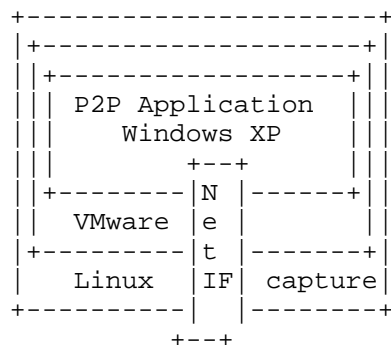 +----------------------+
|+--------------------+|
||+------------------+||
||| P2P Application  |||
|||    Windows XP    |||
|||        +--+      |||
||+--------|N |------+||
||  VMware |e |       ||
|+---------|t |-------+|
|   Linux  |IF| capture|
+----------|  |--------+
          +--+